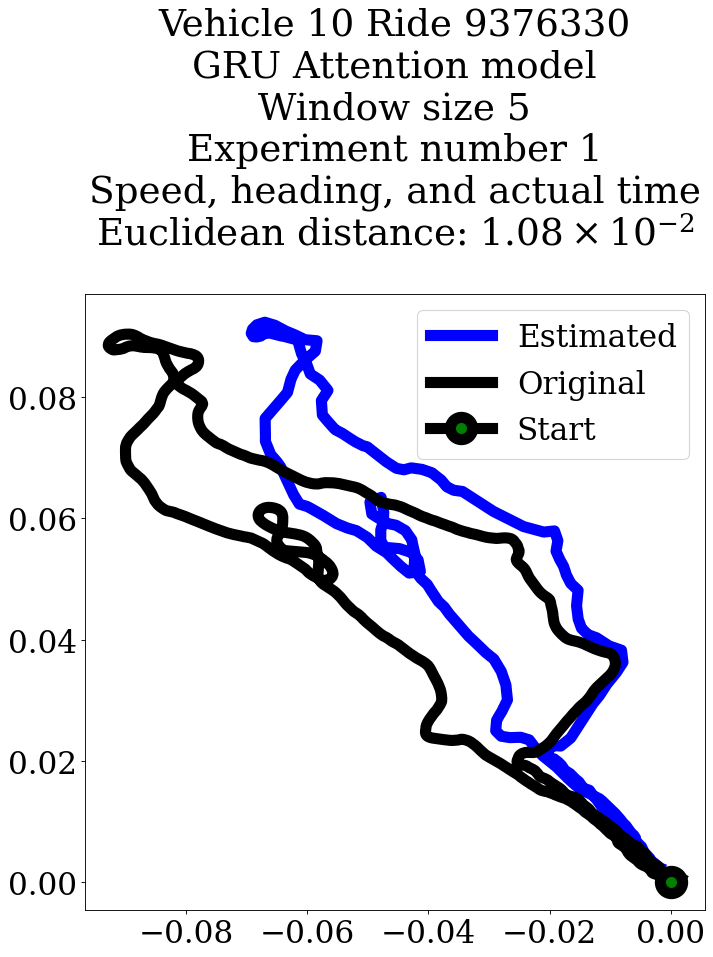 Vehicle 10 Ride 9376330
GRU Attention model
Window size 5
Experiment number 1
Speed, heading, and actual time
Euclidean distance: 1.08 × 10⁻²
Estimated
Original
Start
0.08
0.06
0.04
0.02
0.00
−0.08 −0.06 −0.04 −0.02 0.00